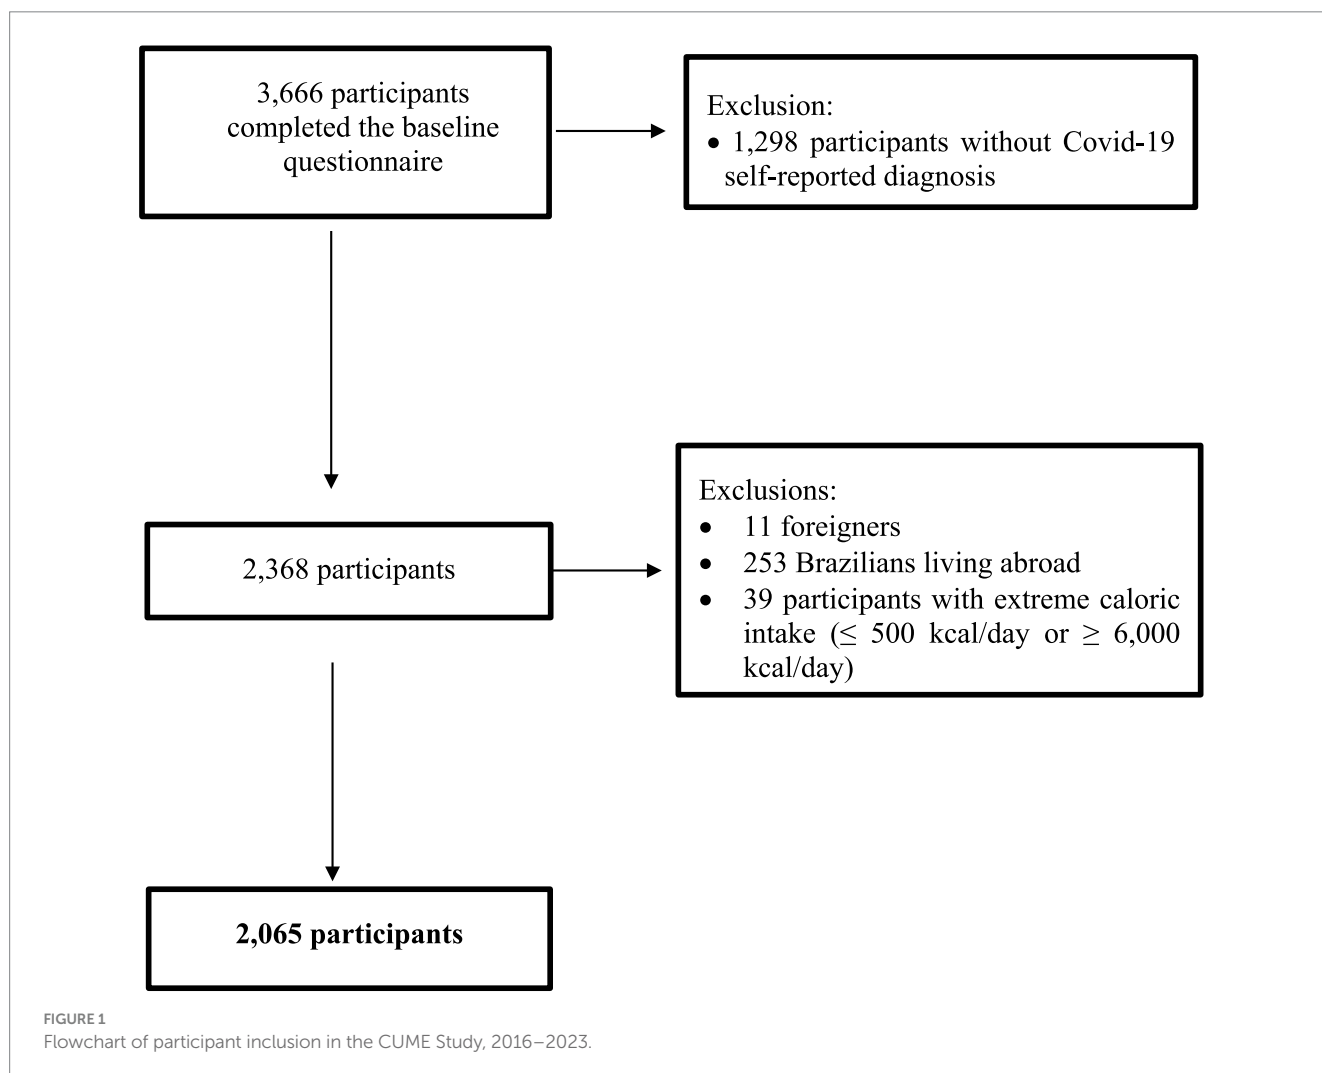 3,666 participants
completed the baseline
questionnaire
Exclusion:
• 1,298 participants without Covid-19
self-reported diagnosis
2,368 participants
Exclusions:
• 11 foreigners
• 253 Brazilians living abroad
• 39 participants with extreme caloric
intake (≤ 500 kcal/day or ≥ 6,000
kcal/day)
2,065 participants
FIGURE 1
Flowchart of participant inclusion in the CUME Study, 2016–2023.